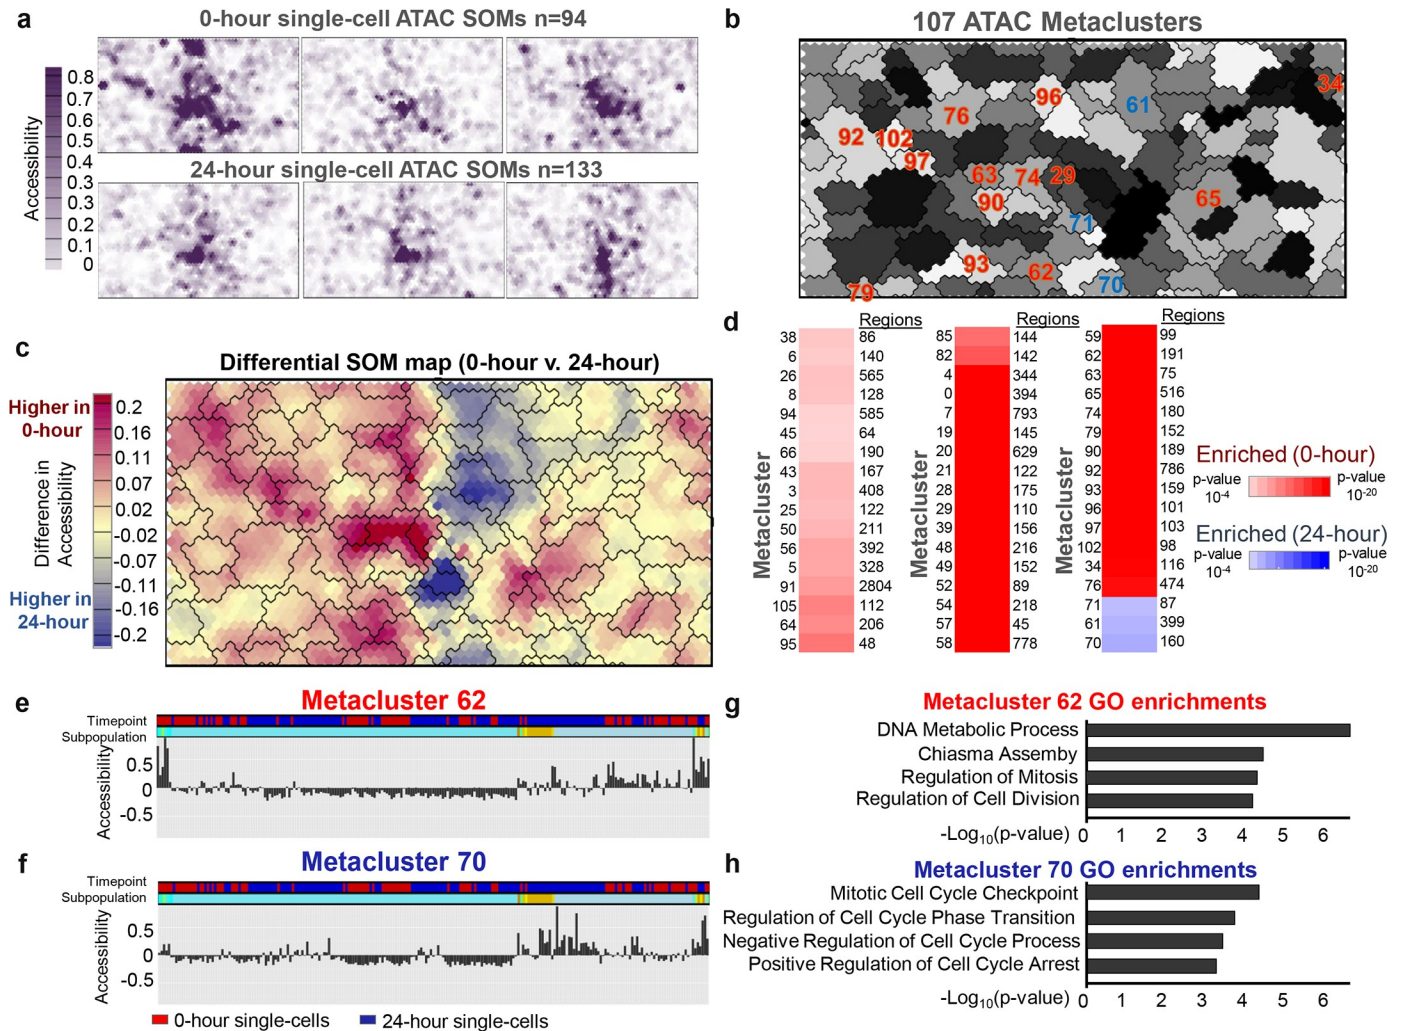 a
0-hour single-cell ATAC SOMs n=94
Accessibility
0.8
0.7
0.6
0.5
0.4
0.3
0.2
0.1
0
24-hour single-cell ATAC SOMs n=133
b
107 ATAC Metaclusters
34
96
61
76
92
102
97
63
74
29
90
65
71
93
62
70
79
c
Differential SOM map (0-hour v. 24-hour)
Higher in
0-hour
Difference in
Accessibility
Higher in
24-hour
0.2
0.16
0.11
0.07
0.02
-0.02
-0.07
-0.11
-0.16
-0.2
d
Regions
Metacluster
38 86
6 140
26 565
8 128
94 585
45 64
66 190
43 167
3 408
25 122
50 211
56 392
5 328
91 2804
105 112
64 206
95 48
Regions
Metacluster
85 144
82 142
4 344
0 394
7 793
19 145
20 629
21 122
28 175
29 110
39 156
48 216
49 152
52 89
54 218
57 45
58 778
Regions
Metacluster
59 99
62 191
63 75
65 516
74 180
79 152
90 189
92 786
93 159
96 101
97 103
102 98
34 116
76 474
71 87
61 399
70 160
Enriched (0-hour)
p-value p-value
10-4 10-20
Enriched (24-hour)
p-value p-value
10-4 10-20
e
Metacluster 62
Timepoint
Subpopulation
Accessibility
0.5
0
-0.5
f
Metacluster 70
Timepoint
Subpopulation
Accessibility
0.5
0
-0.5
0-hour single-cells 24-hour single-cells
g
Metacluster 62 GO enrichments
DNA Metabolic Process
Chiasma Assemby
Regulation of Mitosis
Regulation of Cell Division
-Log10(p-value) 0 1 2 3 4 5 6
h
Metacluster 70 GO enrichments
Mitotic Cell Cycle Checkpoint
Regulation of Cell Cycle Phase Transition
Negative Regulation of Cell Cycle Process
Positive Regulation of Cell Cycle Arrest
-Log10(p-value) 0 1 2 3 4 5 6